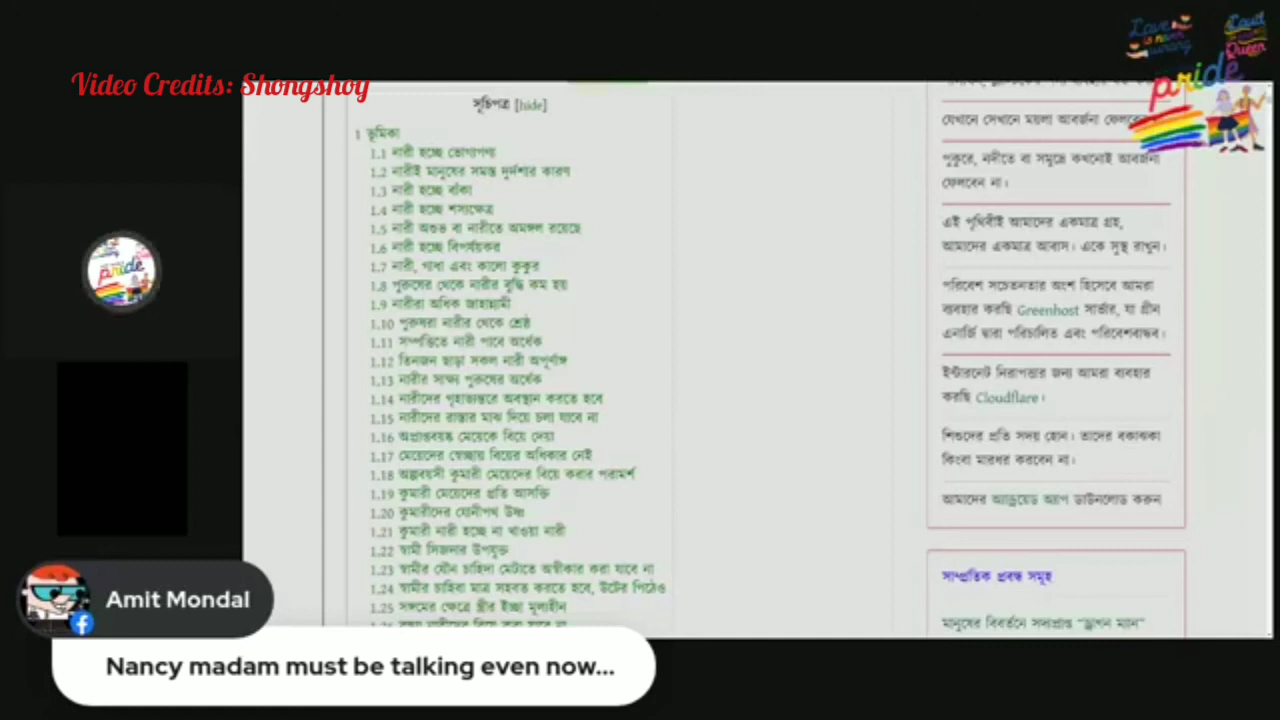 Video Credits: Shongshoy
Love
is never
wrong
Loud
Queen
pride
সূচিপত্র [hide]
1 ভূমিকা
1.1 নারী হচ্ছে ভোগ্যপণ্য
1.2 নারীই মানুষের সমস্ত দুর্দশার কারণ
1.3 নারী হচ্ছে বাঁকা
1.4 নারী হচ্ছে শস্যক্ষেত্র
1.5 নারী অশুভ বা নারীতে অমঙ্গল রয়েছে
1.6 নারী হচ্ছে বিপর্যয়কর
1.7 নারী, গাধা এবং কালো কুকুর
1.8 পুরুষের থেকে নারীর বুদ্ধি কম হয়
1.9 নারীরা অধিক জাহান্নামী
1.10 পুরুষরা নারীর থেকে শ্রেষ্ঠ
1.11 সম্পত্তিতে নারী পাবে অর্ধেক
1.12 তিনজন ছাড়া সকল নারী অপূর্ণাঙ্গ
1.13 নারীর সাক্ষ্য পুরুষের অর্ধেক
1.14 নারীদের গৃহাভ্যন্তরে অবস্থান করতে হবে
1.15 নারীদের রাস্তার মাঝ দিয়ে চলা যাবে না
1.16 অপ্রাপ্তবয়স্ক মেয়েকে বিয়ে দেয়া
1.17 মেয়েদের স্বেচ্ছায় বিয়ের অধিকার নেই
1.18 অল্পবয়সী কুমারী মেয়েদের বিয়ে করার পরামর্শ
1.19 কুমারী মেয়েদের প্রতি আসক্তি
1.20 কুমারীদের যোনীপথ উষ্ণ
1.21 কুমারী নারী হচ্ছে না খাওয়া নারী
1.22 স্বামী সিজদার উপযুক্ত
1.23 স্বামীর যৌন চাহিদা মেটাতে অস্বীকার করা যাবে না
1.24 স্বামীর চাহিবা মাত্র সহবত করতে হবে, উটের পিঠেও
1.25 সঙ্গমের ক্ষেত্রে স্ত্রীর ইচ্ছা মূল্যহীন
যেখানে সেখানে ময়লা আবর্জনা
পুকুরে, নদীতে বা সমুদ্রে কখনোই আবর্জনা
ফেলবেন না।
এই পৃথিবীই আমাদের একমাত্র গ্রহ,
আমাদের একমাত্র আবাস। একে সুস্থ রাখুন।
পরিবেশ সচেতনতার অংশ হিসেবে আমরা
ব্যবহার করছি Greenhost সার্ভার, যা গ্রীন
এনার্জি দ্বারা পরিচালিত এবং পরিবেশবান্ধব।
ইন্টারনেট নিরাপত্তার জন্য আমরা ব্যবহার
করছি Cloudflare।
শিশুদের প্রতি সদয় হোন। তাদের বকাঝকা
কিংবা মারধর করবেন না।
আমাদের অ্যান্ড্রয়েড অ্যাপ ডাউনলোড করুন
সাম্প্রতিক প্রবন্ধ সমূহ
মানুষের বিবর্তনে সদ্যপ্রাপ্ত "ড্রাগন ম্যান"
pride
Amit Mondal
Nancy madam must be talking even now...